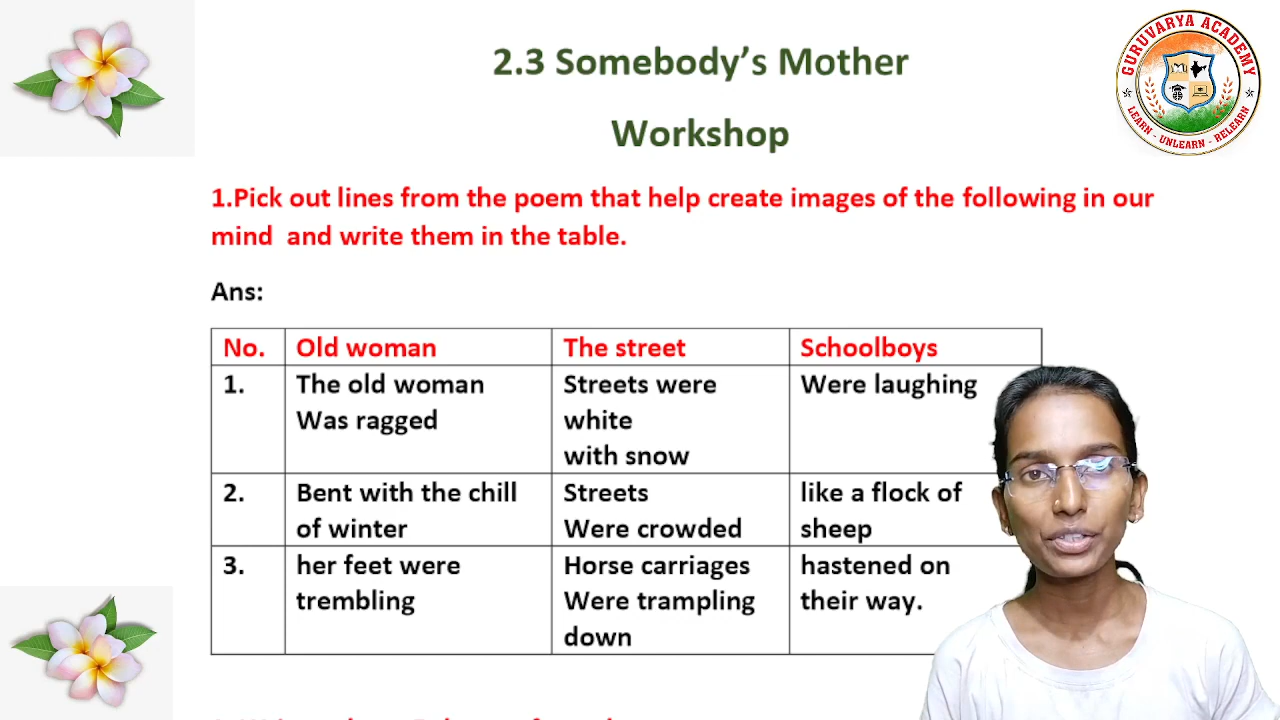 2.3 Somebody's Mother
Workshop
GURUVARYA ACADEMY
LEARN - UNLEARN - RELEARN
1.Pick out lines from the poem that help create images of the following in our
mind and write them in the table.
Ans:
No. Old woman The street Schoolboys
1. The old woman Streets were Were laughing
Was ragged white
with snow
2. Bent with the chill Streets like a flock of
of winter Were crowded sheep
3. her feet were Horse carriages hastened on
trembling Were trampling their way.
down